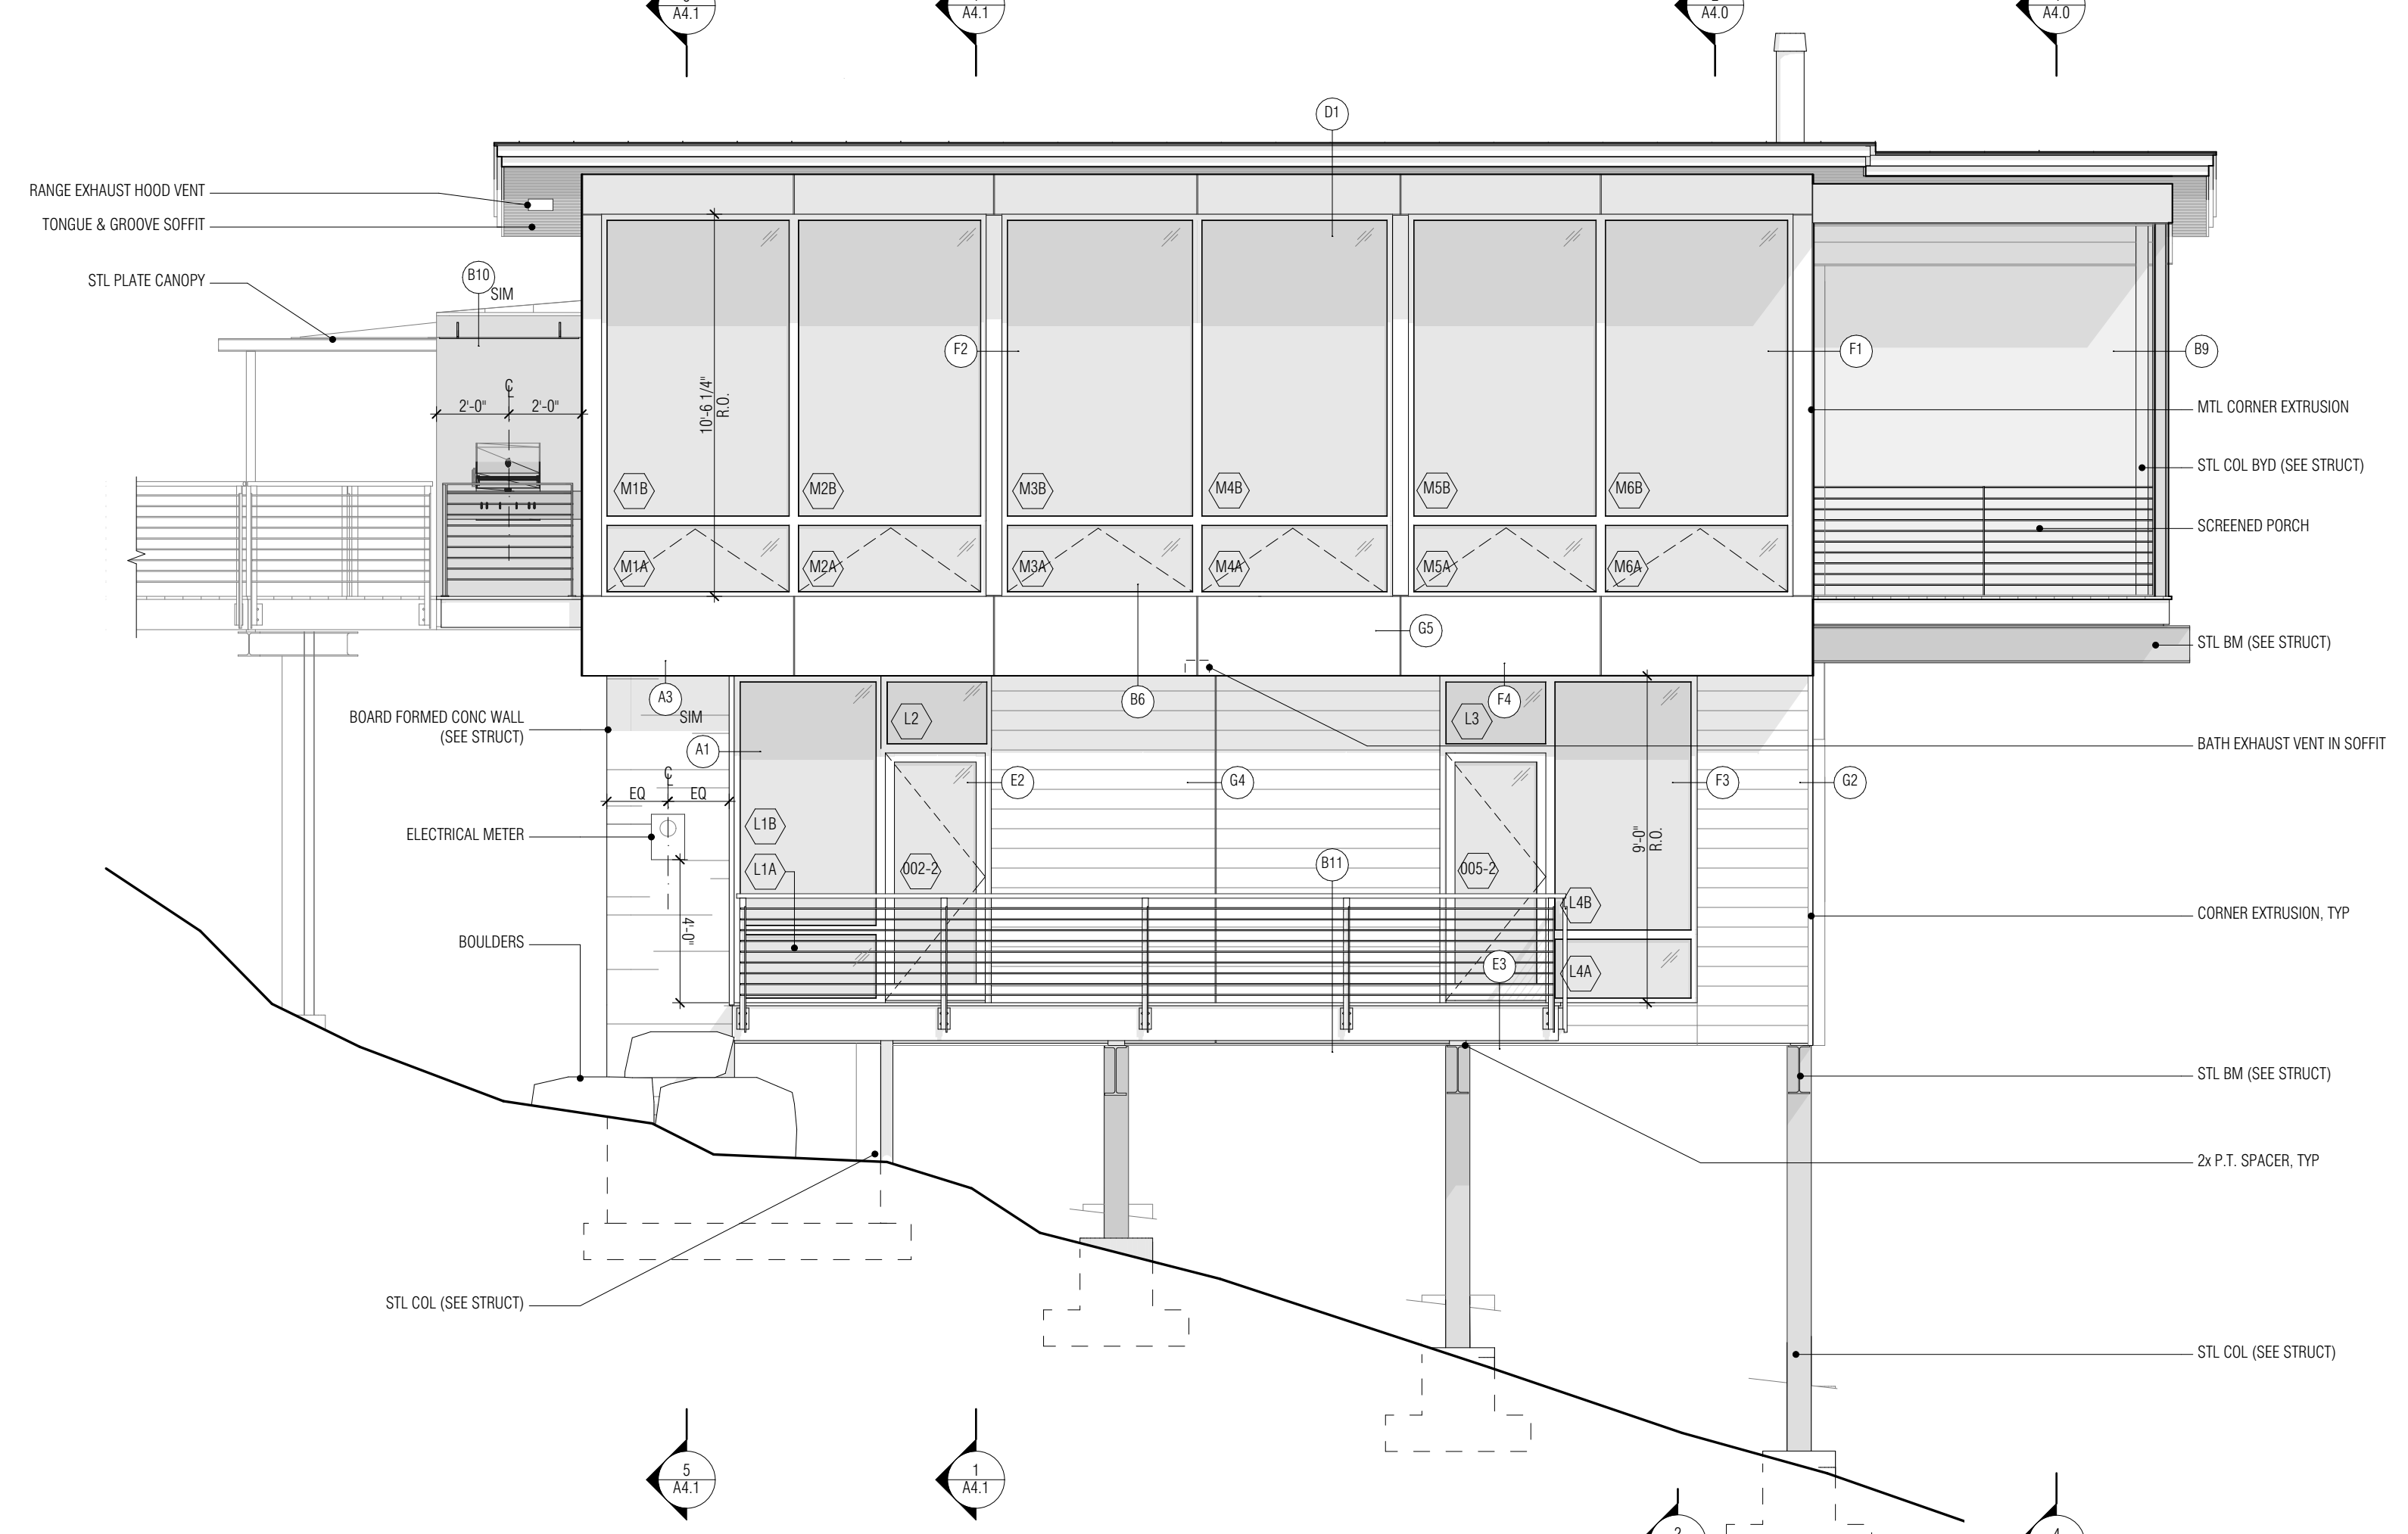 A4.1
A4.1
A4.0
A4.0
D1
RANGE EXHAUST HOOD VENT
TONGUE & GROOVE SOFFIT
STL PLATE CANOPY
B10
SIM
F2
F1
B9
2'-0"
2'-0"
10'-6 1/4"
R.O.
MTL CORNER EXTRUSION
STL COL BYD (SEE STRUCT)
M1B
M2B
M3B
M4B
M5B
M6B
SCREENED PORCH
M1A
M2A
M3A
M4A
M5A
M6A
G5
STL BM (SEE STRUCT)
A3
B6
F4
BOARD FORMED CONC WALL
(SEE STRUCT)
SIM
L2
L3
A1
BATH EXHAUST VENT IN SOFFIT
E2
G4
F3
G2
EQ
EQ
ELECTRICAL METER
L1B
9'-0"
R.O.
L1A
002-2
B11
005-2
L4B
CORNER EXTRUSION, TYP
4'-0"
BOULDERS
E3
L4A
STL BM (SEE STRUCT)
2x P.T. SPACER, TYP
STL COL (SEE STRUCT)
STL COL (SEE STRUCT)
5
A4.1
1
A4.1